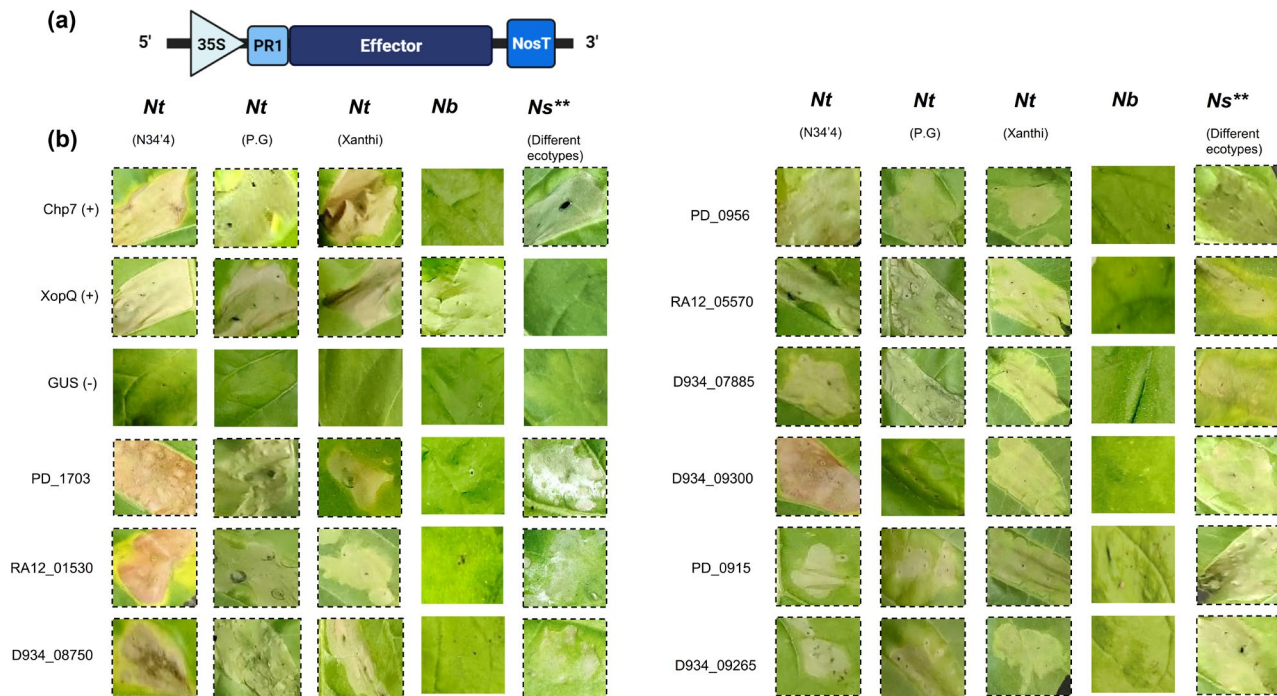 (a)
5' 35S PR1 Effector NosT 3'
(b)
Nt Nt Nt Nb Ns**
(N34'4) (P.G) (Xanthi) (Different
ecotypes)
Chp7 (+)
XopQ (+)
GUS (-)
PD_1703
RA12_01530
D934_08750
Nt Nt Nt Nb Ns**
(N34'4) (P.G) (Xanthi) (Different
ecotypes)
PD_0956
RA12_05570
D934_07885
D934_09300
PD_0915
D934_09265